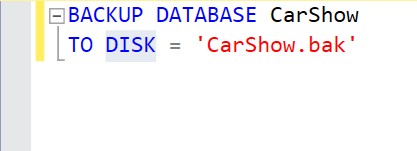 BACKUP DATABASE CarShow
TO DISK = 'CarShow.bak'